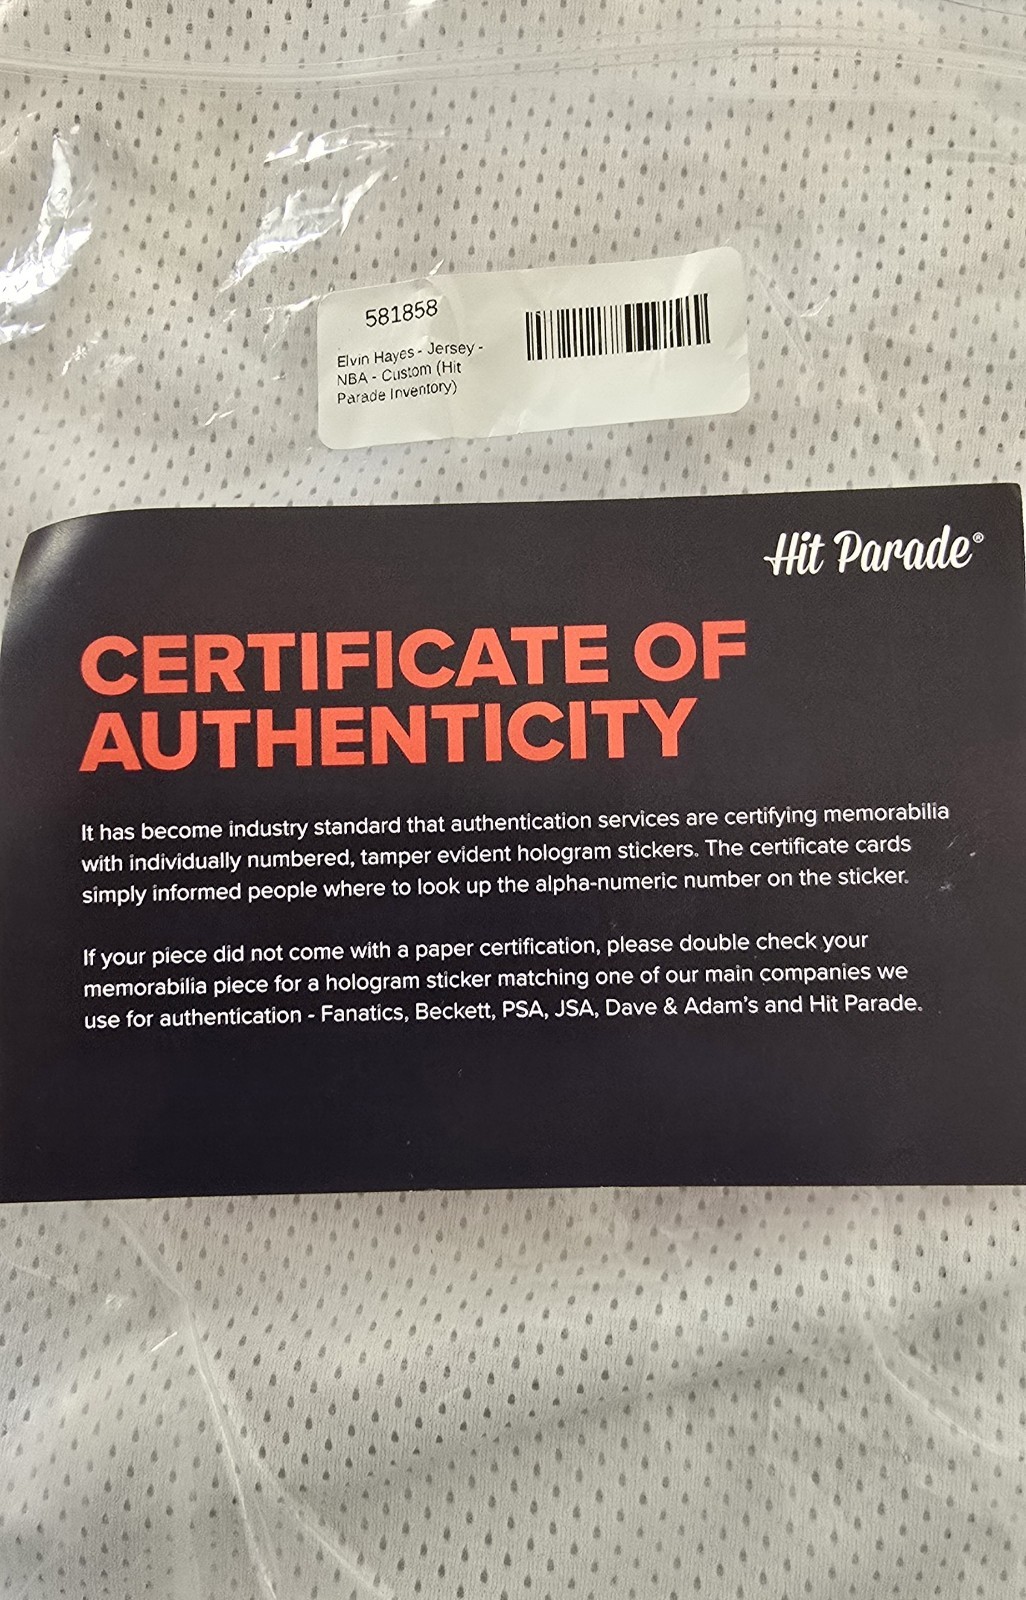 581858
Elvin Hayes - Jersey -
NBA - Custom (Hit
Parade Inventory)
Hit Parade®
CERTIFICATE OF
AUTHENTICITY
It has become industry standard that authentication services are certifying memorabilia
with individually numbered, tamper evident hologram stickers. The certificate cards
simply informed people where to look up the alpha-numeric number on the sticker.
If your piece did not come with a paper certification, please double check your
memorabilia piece for a hologram sticker matching one of our main companies we
use for authentication - Fanatics, Beckett, PSA, JSA, Dave & Adam's and Hit Parade.